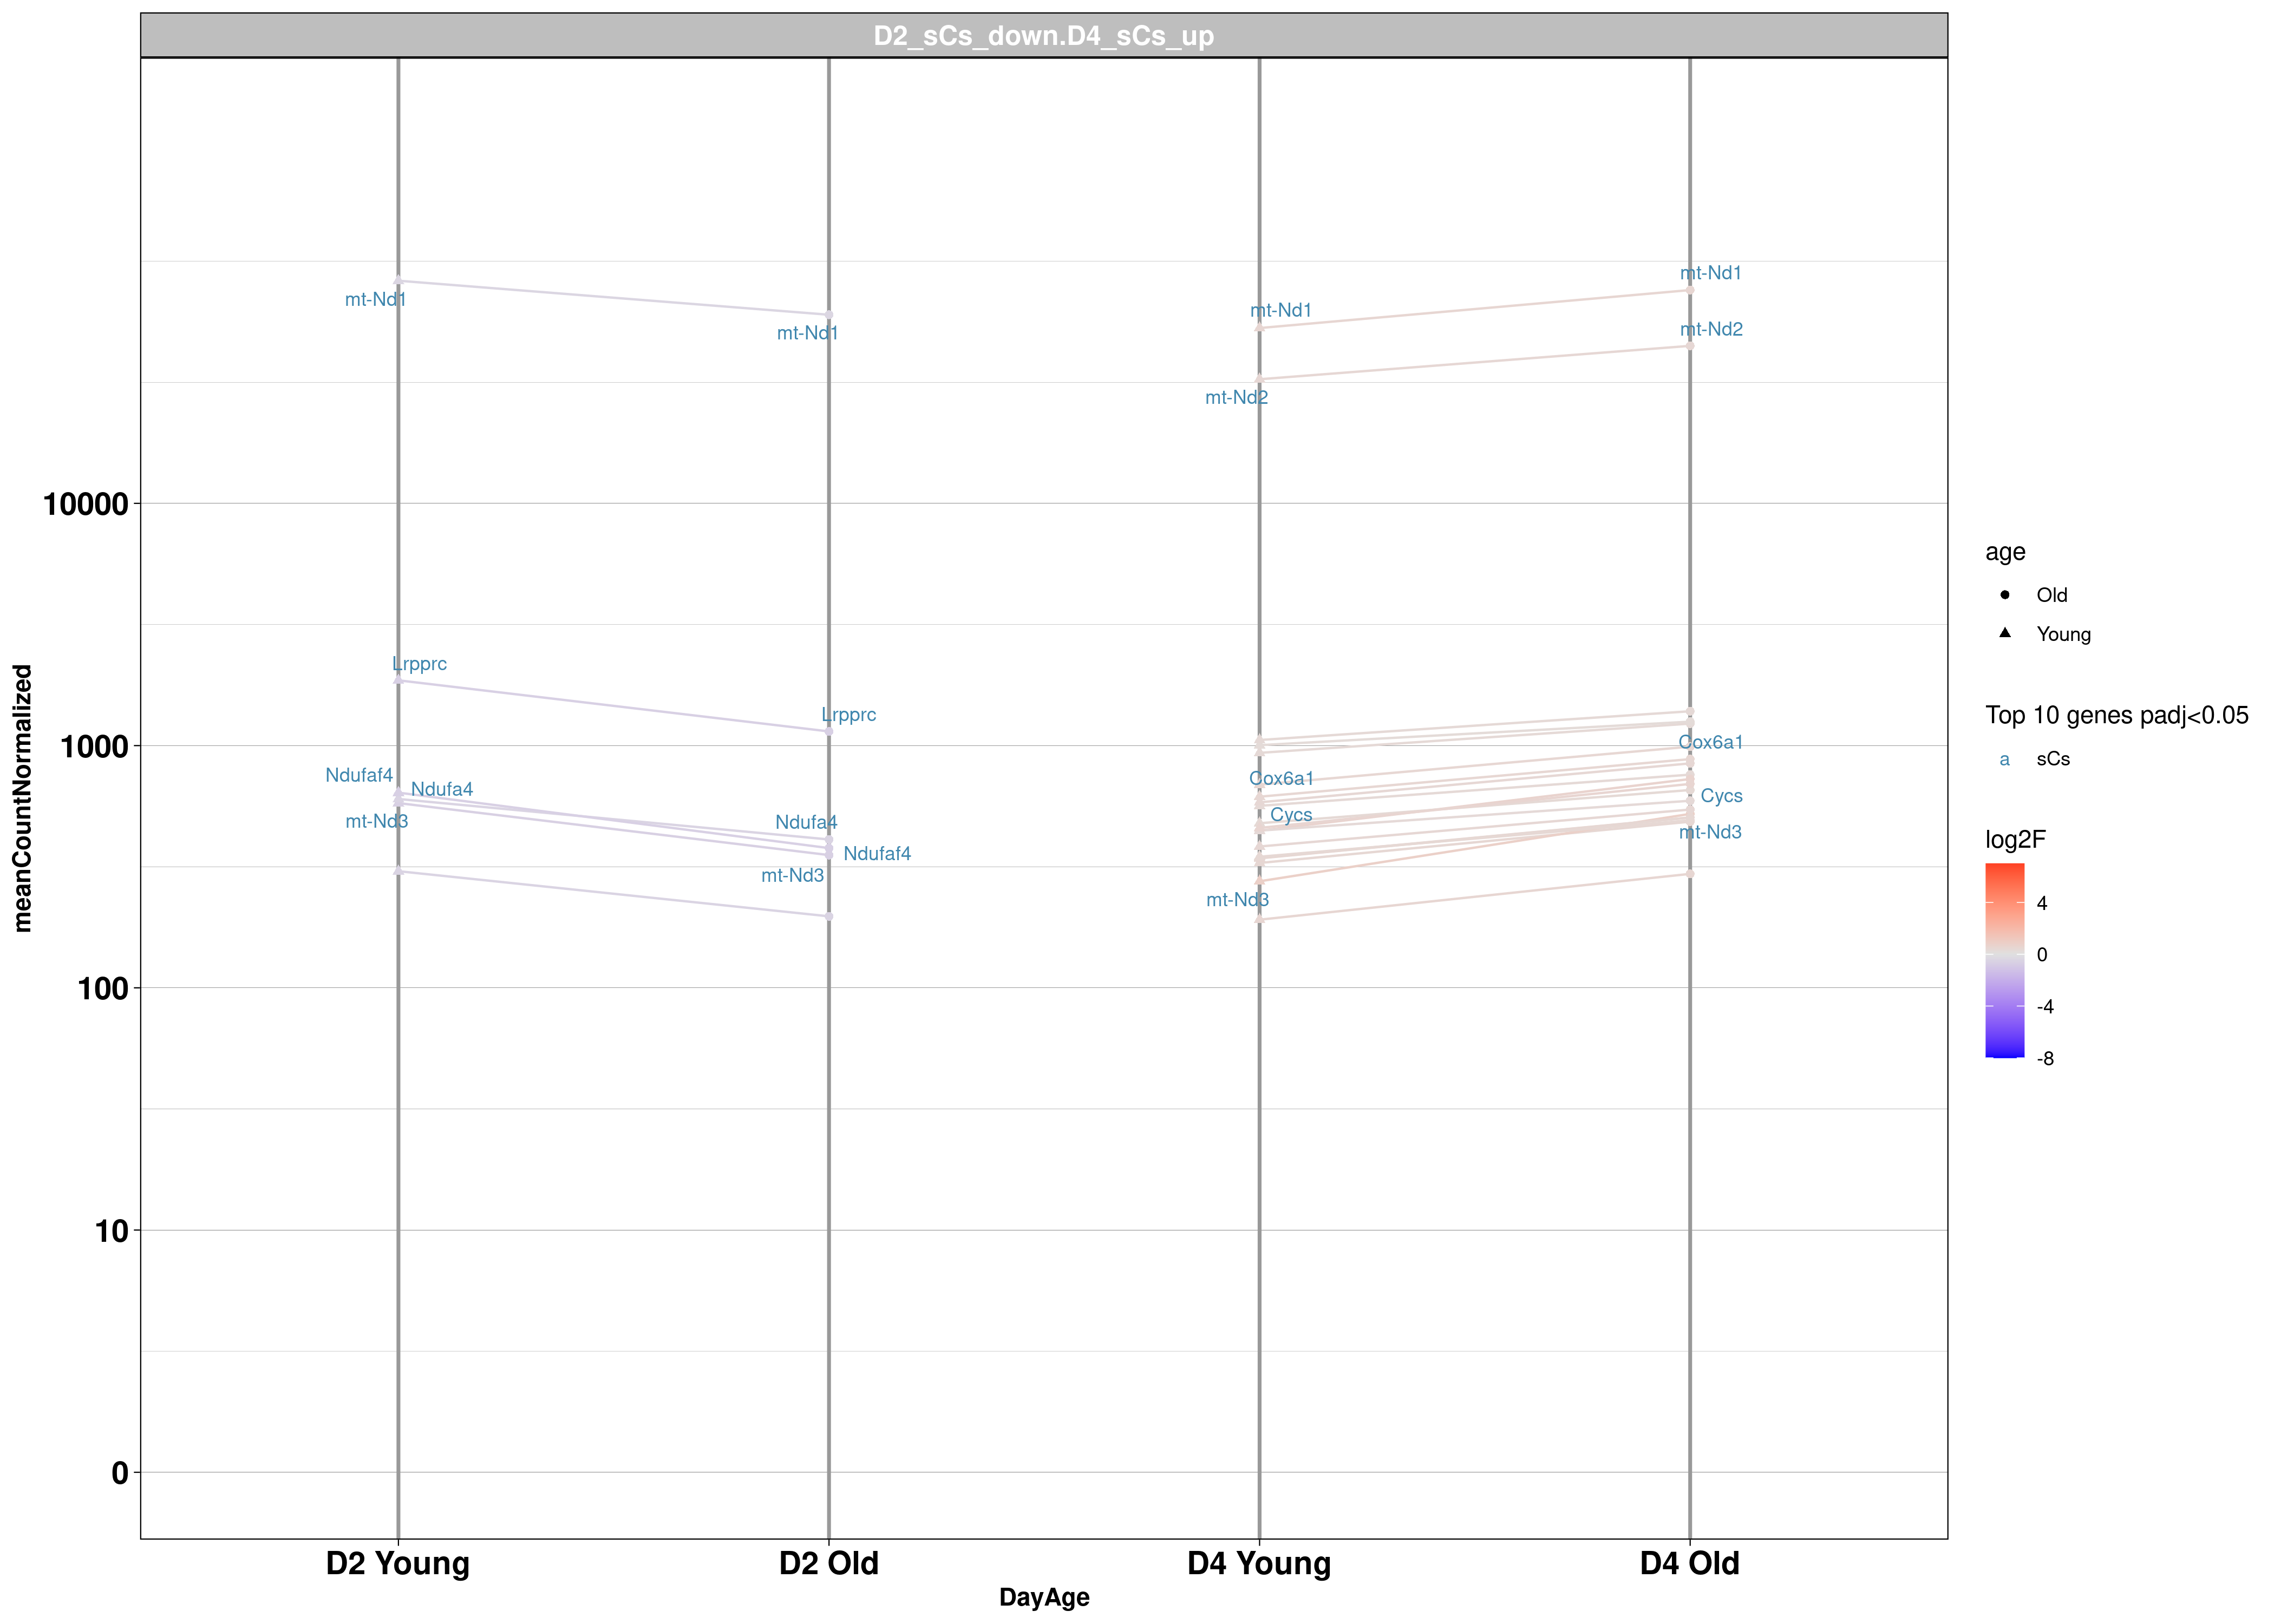 D2_sCs_down.D4_sCs_up
mt-Nd1
mt-Nd1
mt-Nd1
mt-Nd1
mt-Nd2
mt-Nd2
10000
Lrpprc
Lrpprc
1000
Cox6a1
Ndufaf4
Cox6a1
Ndufa4
Cycs
Cycs
mt-Nd3
Ndufa4
mt-Nd3
Ndufaf4
mt-Nd3
mt-Nd3
100
10
0
meanCountNormalized
D2 Young
D2 Old
D4 Young
D4 Old
DayAge
age
Old
Young
Top 10 genes padj<0.05
a sCs
log2F
4
0
-4
-8